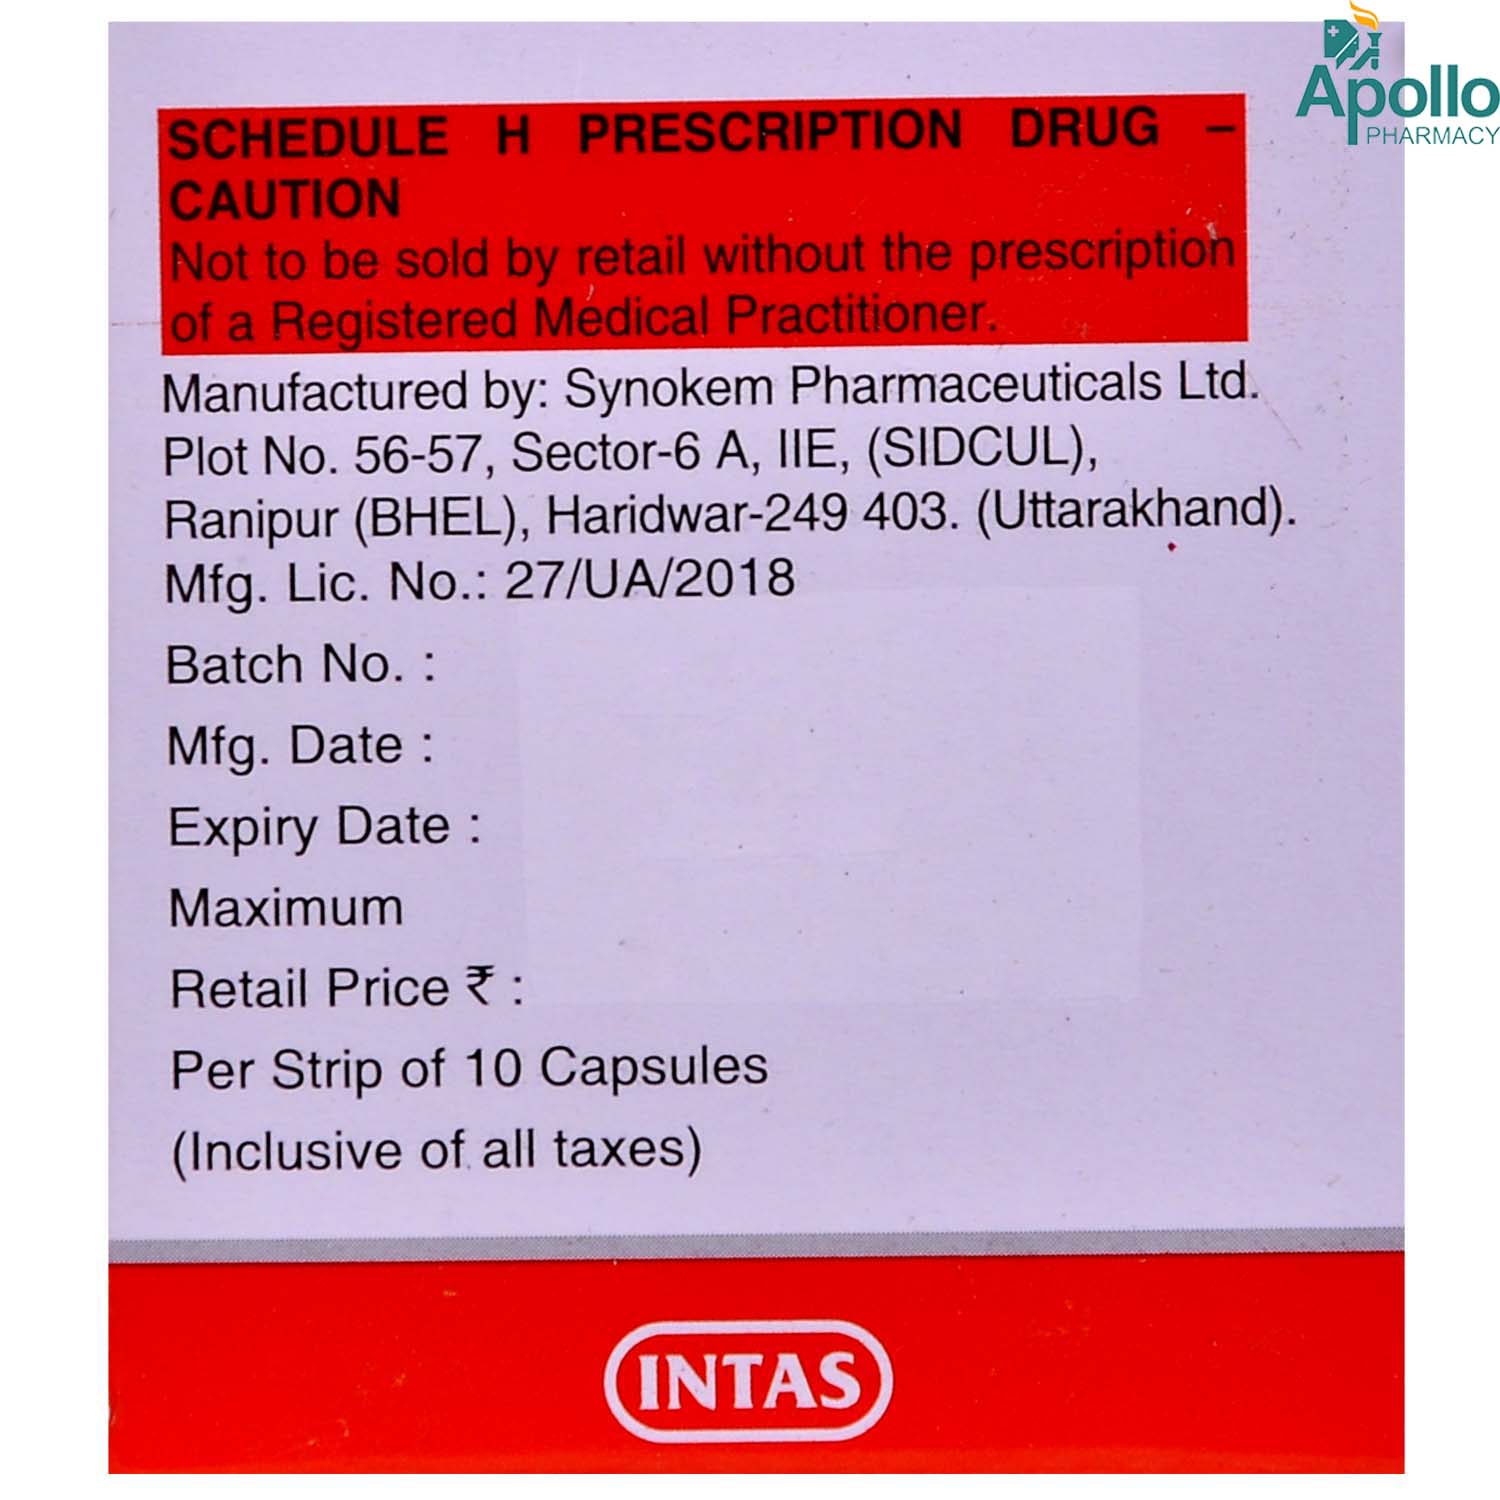 Apollo
PHARMACY
SCHEDULE H PRESCRIPTION DRUG –
CAUTION
Not to be sold by retail without the prescription
of a Registered Medical Practitioner.
Manufactured by: Synokem Pharmaceuticals Ltd.
Plot No. 56-57, Sector-6 A, IIE, (SIDCUL),
Ranipur (BHEL), Haridwar-249 403. (Uttarakhand).
Mfg. Lic. No.: 27/UA/2018
Batch No. :
Mfg. Date :
Expiry Date :
Maximum
Retail Price ₹ :
Per Strip of 10 Capsules
(Inclusive of all taxes)
INTAS